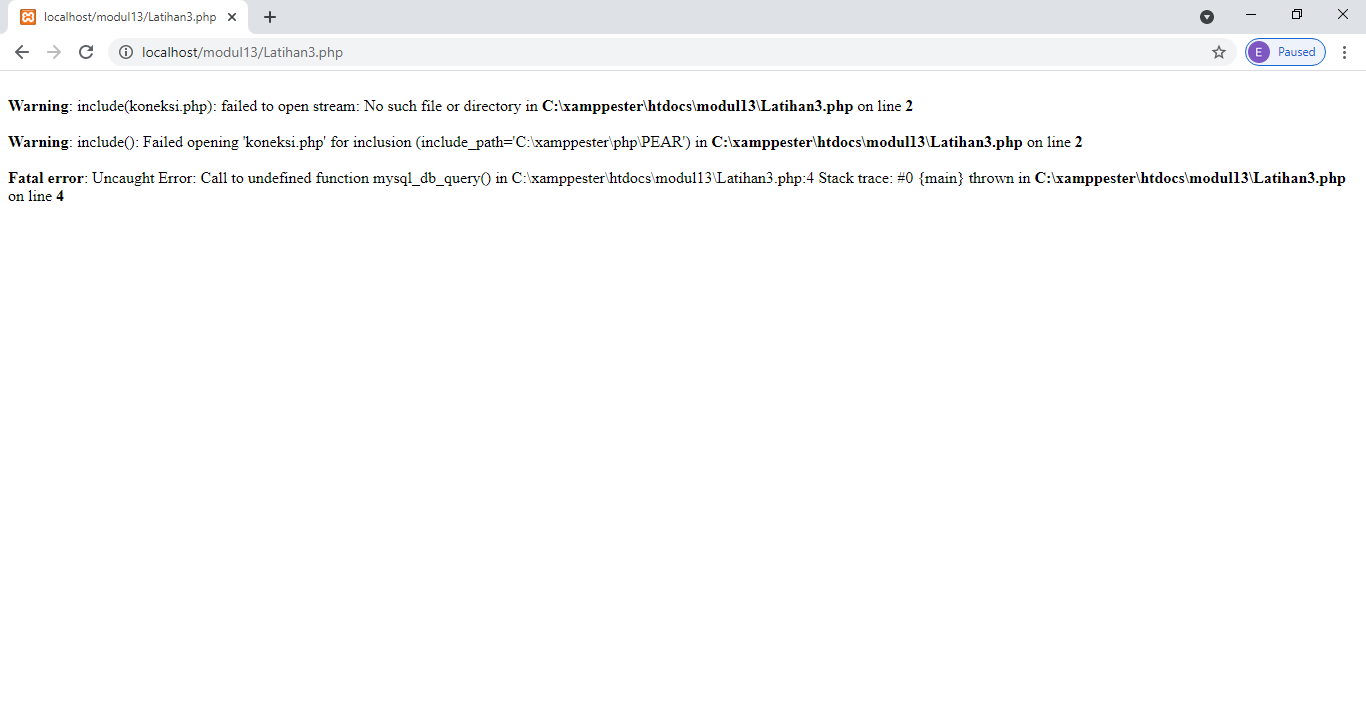 localhost/modul13/Latihan3.php
localhost/modul13/Latihan3.php
E Paused
Warning: include(koneksi.php): failed to open stream: No such file or directory in C:\xamppester\htdocs\modul13\Latihan3.php on line 2
Warning: include(): Failed opening 'koneksi.php' for inclusion (include_path='C:\xamppester\php\PEAR') in C:\xamppester\htdocs\modul13\Latihan3.php on line 2
Fatal error: Uncaught Error: Call to undefined function mysql_db_query() in C:\xamppester\htdocs\modul13\Latihan3.php:4 Stack trace: #0 {main} thrown in C:\xamppester\htdocs\modul13\Latihan3.php
on line 4